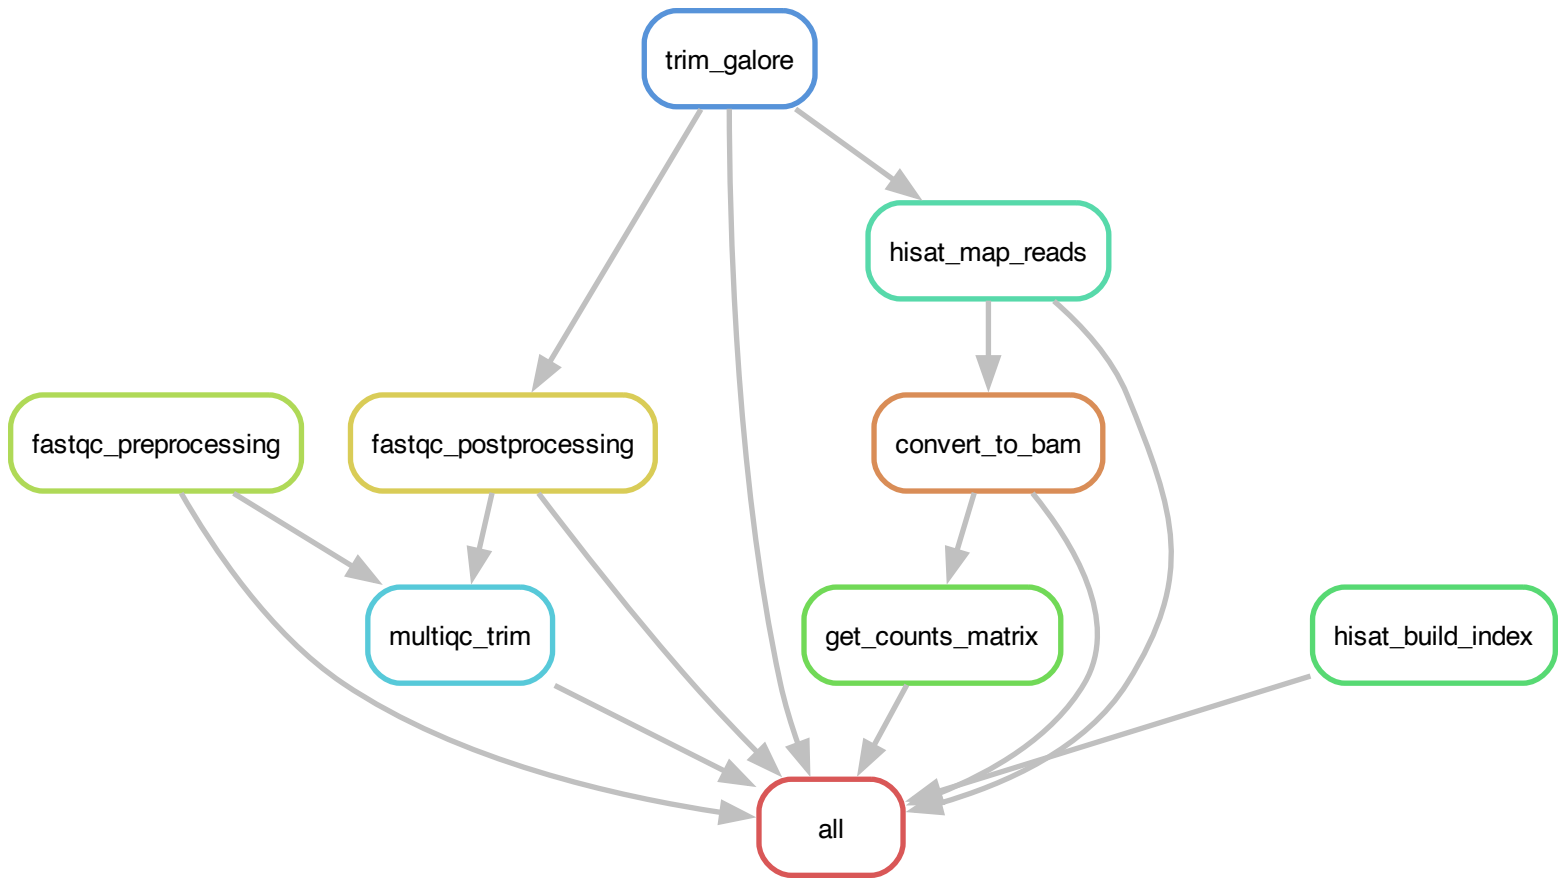 trim_galore
hisat_map_reads
fastqc_preprocessing
fastqc_postprocessing
convert_to_bam
multiqc_trim
get_counts_matrix
hisat_build_index
all